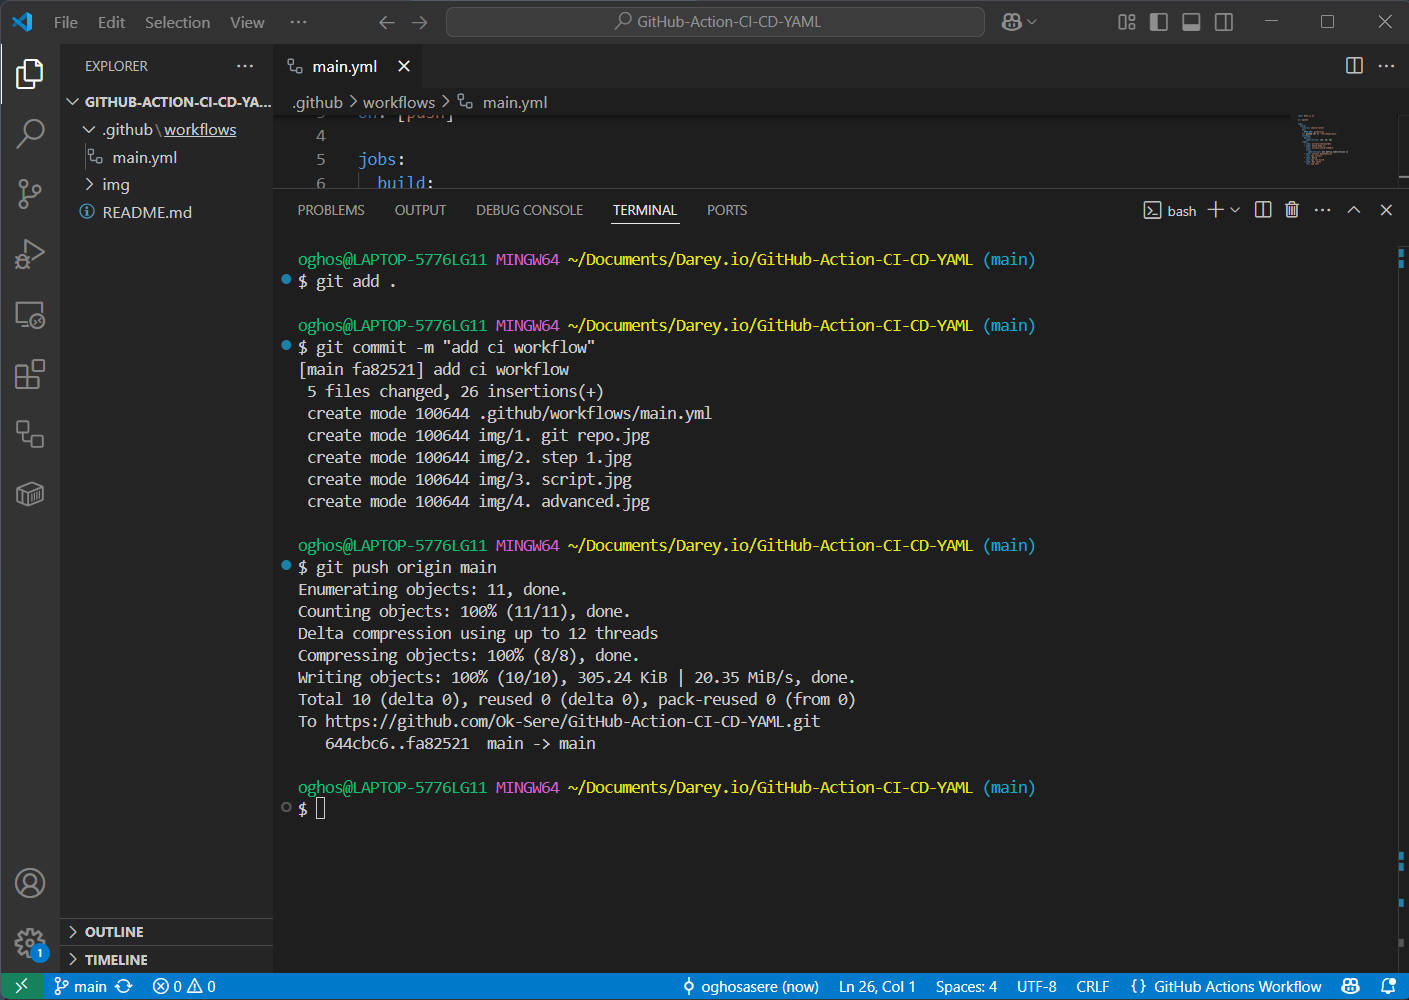 File Edit Selection View ··· GitHub-Action-CI-CD-YAML
EXPLORER ···
GITHUB-ACTION-CI-CD-YA...
.github\workflows
main.yml
img
README.md
OUTLINE
TIMELINE
main.yml
.github > workflows > main.yml
3 on: [push]
4
5 jobs:
6 build:
PROBLEMS OUTPUT DEBUG CONSOLE TERMINAL PORTS bash
oghos@LAPTOP-5776LG11 MINGW64 ~/Documents/Darey.io/GitHub-Action-CI-CD-YAML (main)
$ git add .
oghos@LAPTOP-5776LG11 MINGW64 ~/Documents/Darey.io/GitHub-Action-CI-CD-YAML (main)
$ git commit -m "add ci workflow"
[main fa82521] add ci workflow
5 files changed, 26 insertions(+)
create mode 100644 .github/workflows/main.yml
create mode 100644 img/1. git repo.jpg
create mode 100644 img/2. step 1.jpg
create mode 100644 img/3. script.jpg
create mode 100644 img/4. advanced.jpg
oghos@LAPTOP-5776LG11 MINGW64 ~/Documents/Darey.io/GitHub-Action-CI-CD-YAML (main)
$ git push origin main
Enumerating objects: 11, done.
Counting objects: 100% (11/11), done.
Delta compression using up to 12 threads
Compressing objects: 100% (8/8), done.
Writing objects: 100% (10/10), 305.24 KiB | 20.35 MiB/s, done.
Total 10 (delta 0), reused 0 (delta 0), pack-reused 0 (from 0)
To https://github.com/Ok-Sere/GitHub-Action-CI-CD-YAML.git
644cbc6..fa82521 main -> main
oghos@LAPTOP-5776LG11 MINGW64 ~/Documents/Darey.io/GitHub-Action-CI-CD-YAML (main)
$
1
main 0 0 oghosasere (now) Ln 26, Col 1 Spaces: 4 UTF-8 CRLF {} GitHub Actions Workflow